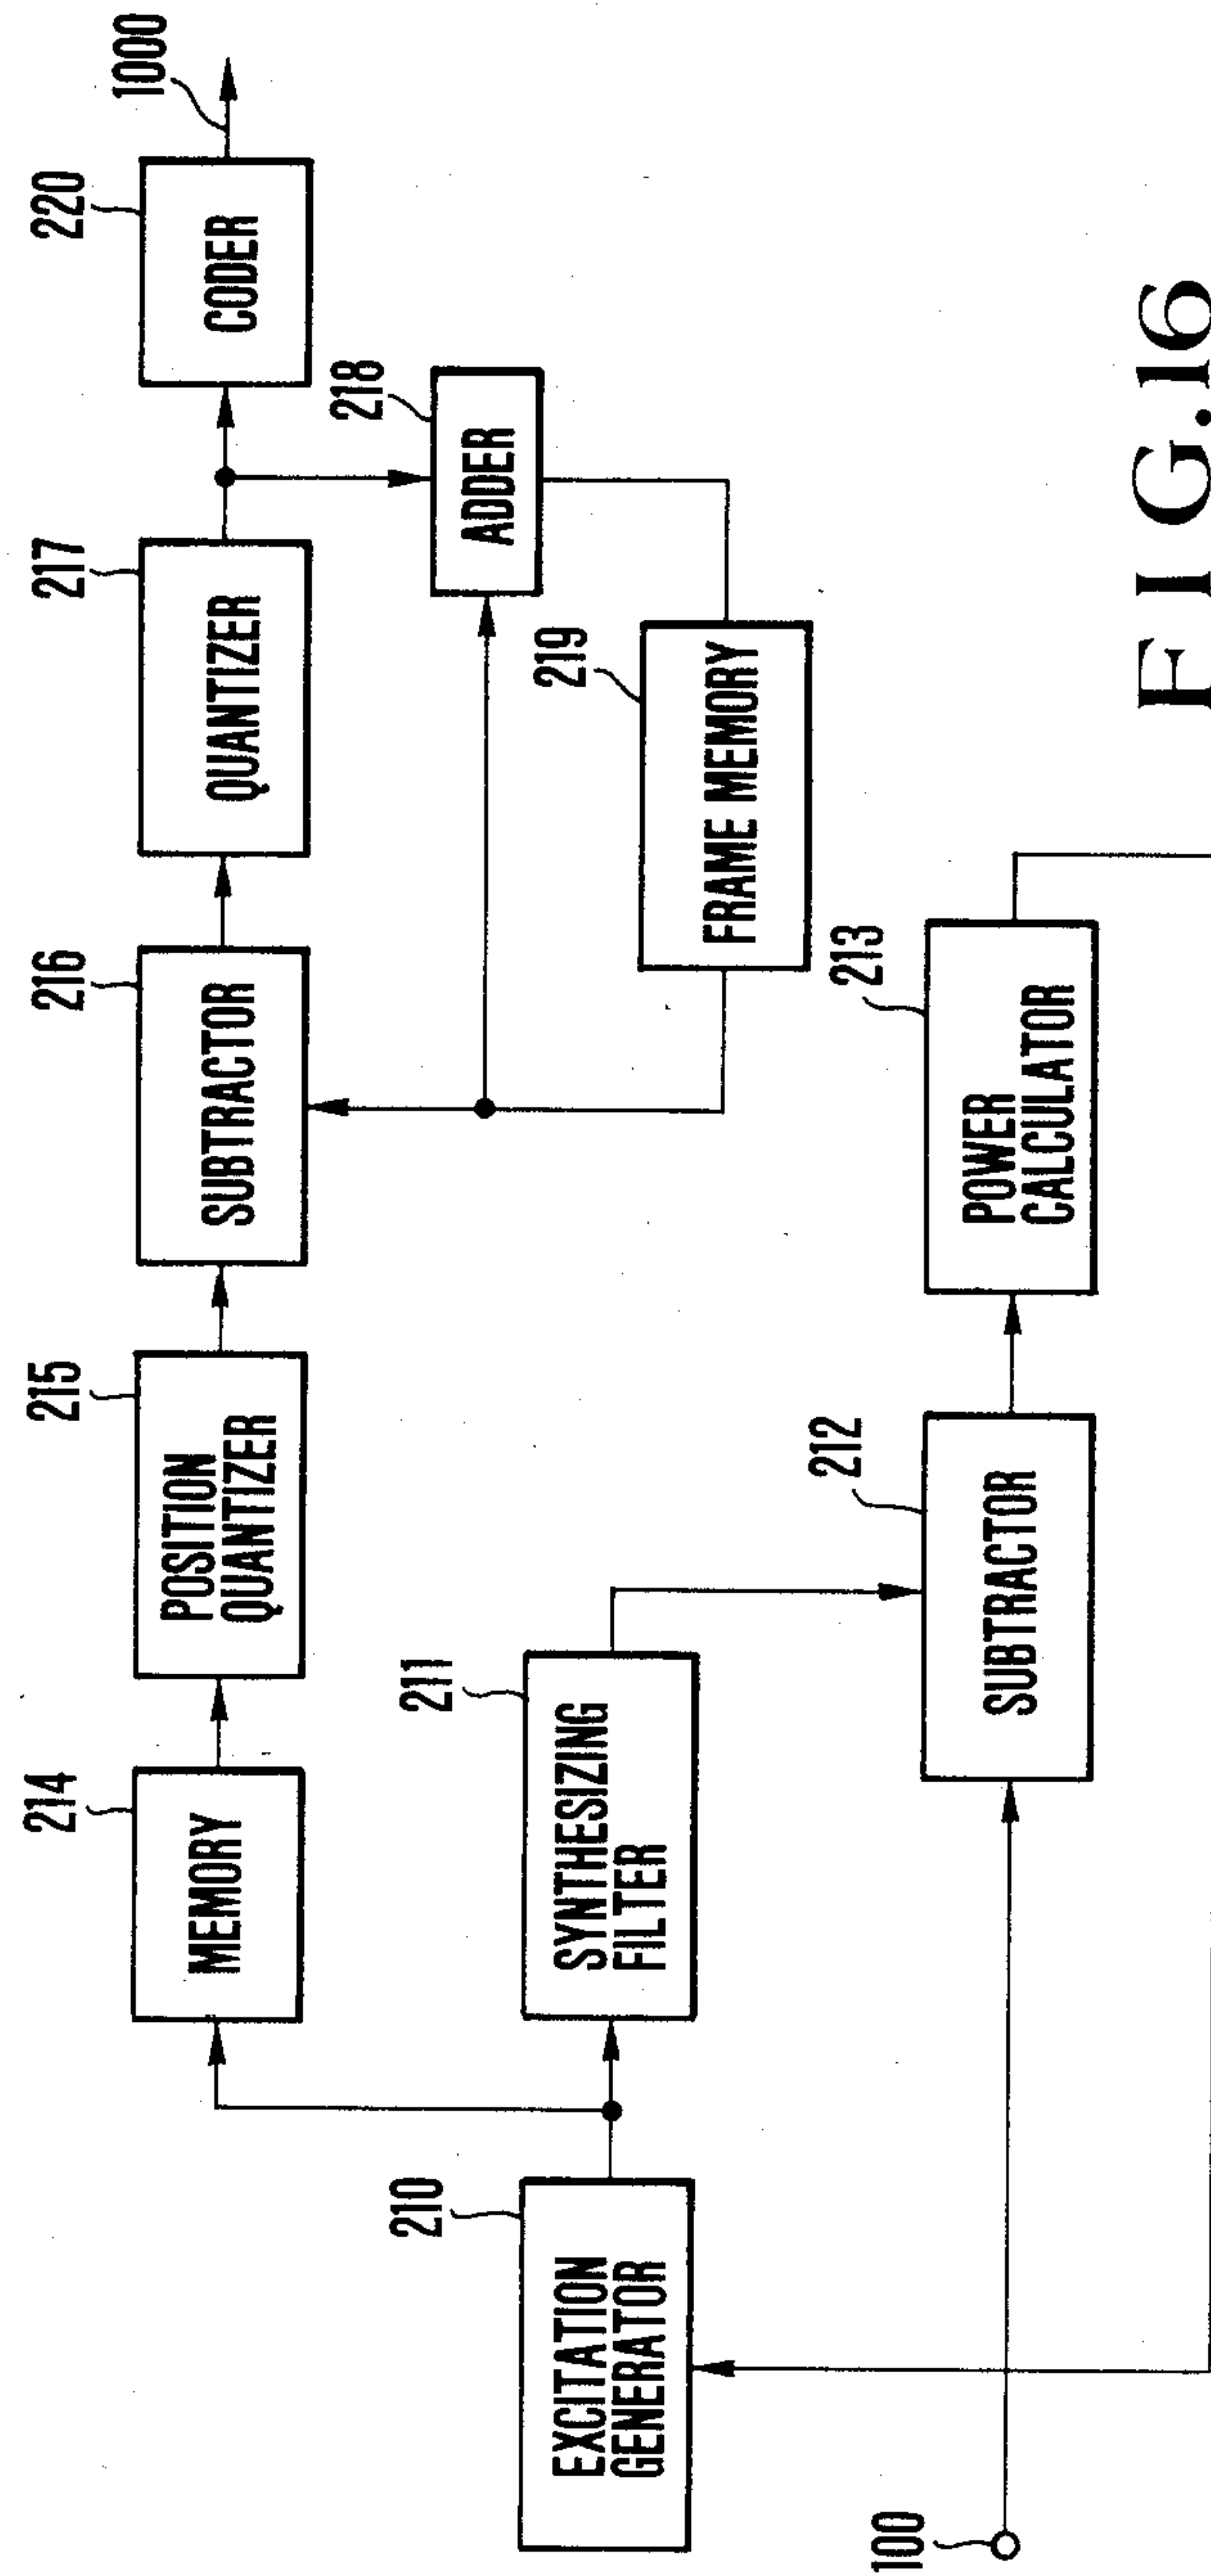 220
1000
CODER
217
218
QUANTIZER
ADDER
219
FRAME MEMORY
216
SUBTRACTOR
213
POWER
CALCULATOR
215
POSITION
QUANTIZER
212
SUBTRACTOR
214
MEMORY
211
SYNTHESIZING
FILTER
210
EXCITATION
GENERATOR
100
FIG.16